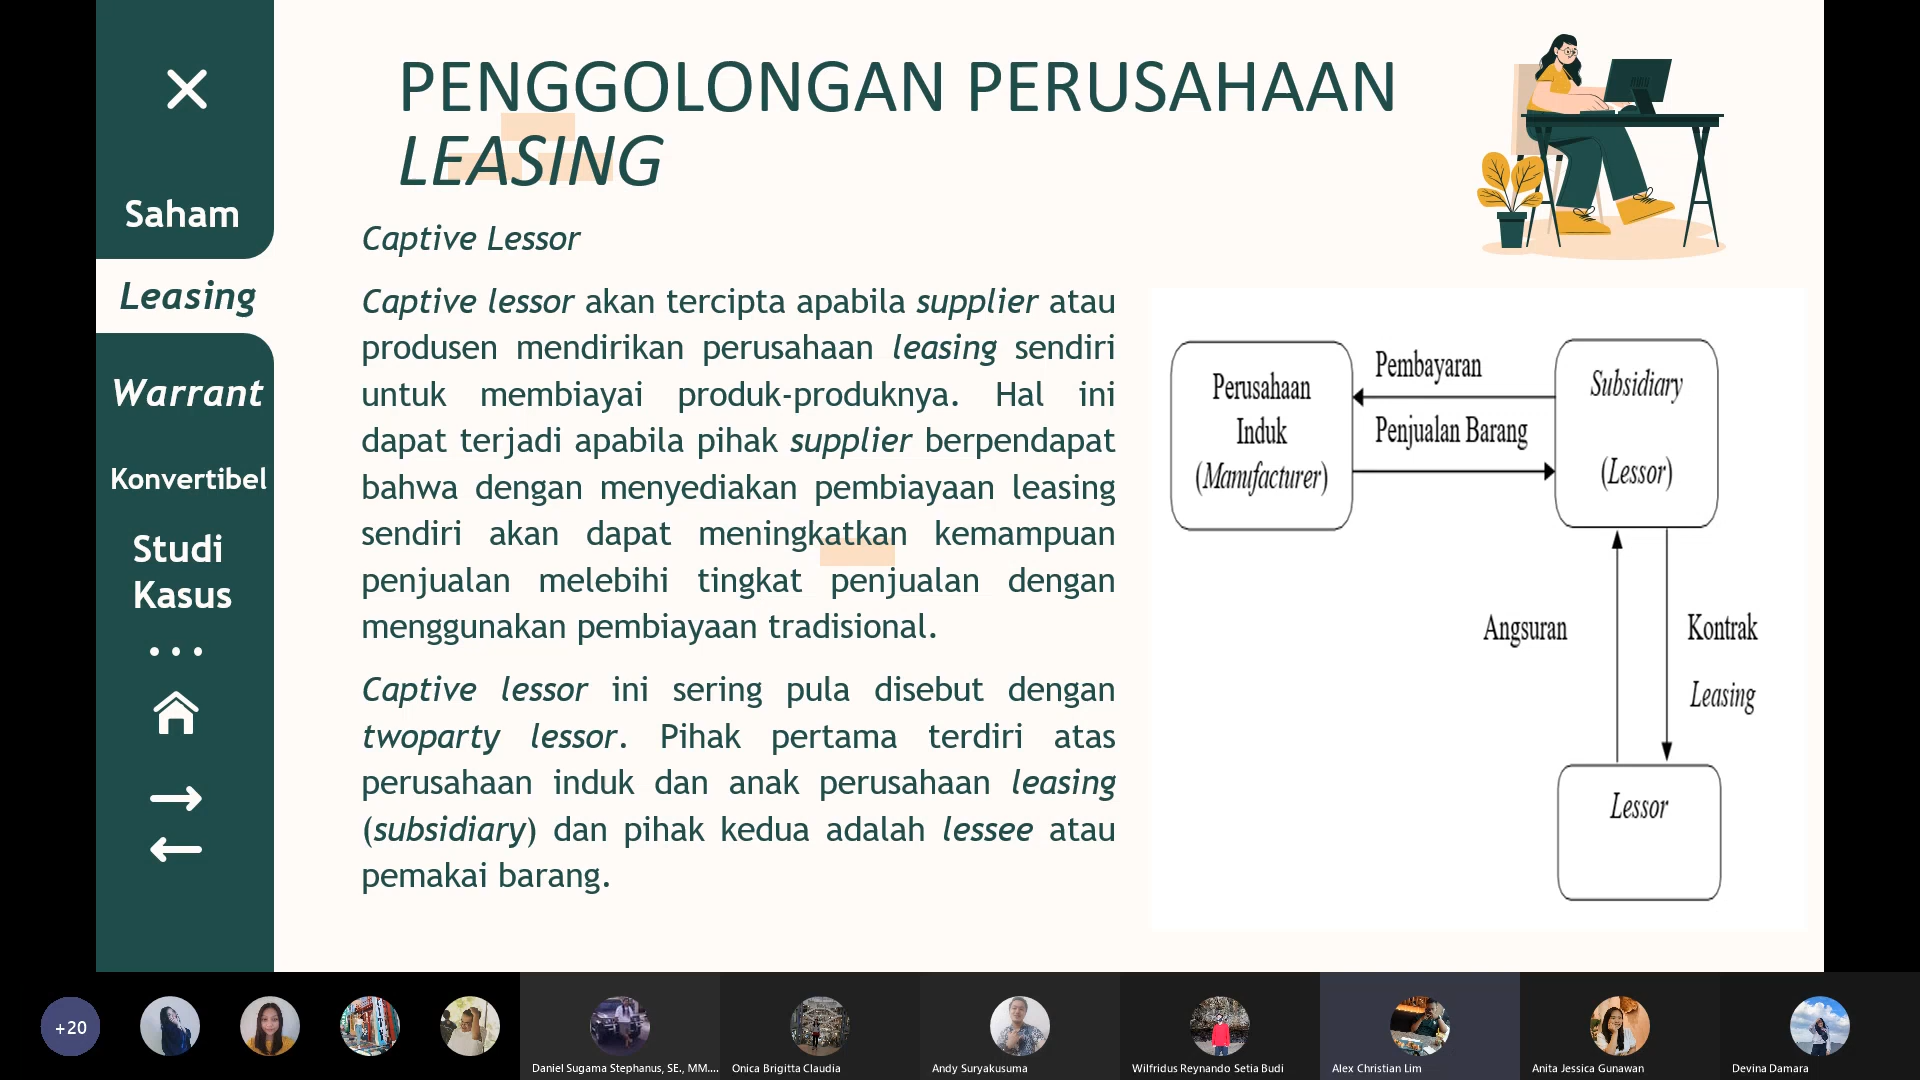 PENGGOLONGAN PERUSAHAAN
LEASING
Saham
Leasing
Warrant
Konvertibel
Studi
Kasus
Captive Lessor
Captive lessor akan tercipta apabila supplier atau
produsen mendirikan perusahaan leasing sendiri
untuk membiayai produk-produknya. Hal ini
dapat terjadi apabila pihak supplier berpendapat
bahwa dengan menyediakan pembiayaan leasing
sendiri akan dapat meningkatkan kemampuan
penjualan melebihi tingkat penjualan dengan
menggunakan pembiayaan tradisional.
Captive lessor ini sering pula disebut dengan
twoparty lessor. Pihak pertama terdiri atas
perusahaan induk dan anak perusahaan leasing
(subsidiary) dan pihak kedua adalah lessee atau
pemakai barang.
Perusahaan
Induk
(Manufacturer)
Pembayaran
Penjualan Barang
Subsidiary
(Lessor)
Angsuran
Kontrak
Leasing
Lessor
+20
Daniel Sugama Stephanus, SE., MM....
Onica Brigitta Claudia
Andy Suryakusuma
Wilfridus Reynando Setia Budi
Alex Christian Lim
Anita Jessica Gunawan
Devina Damara